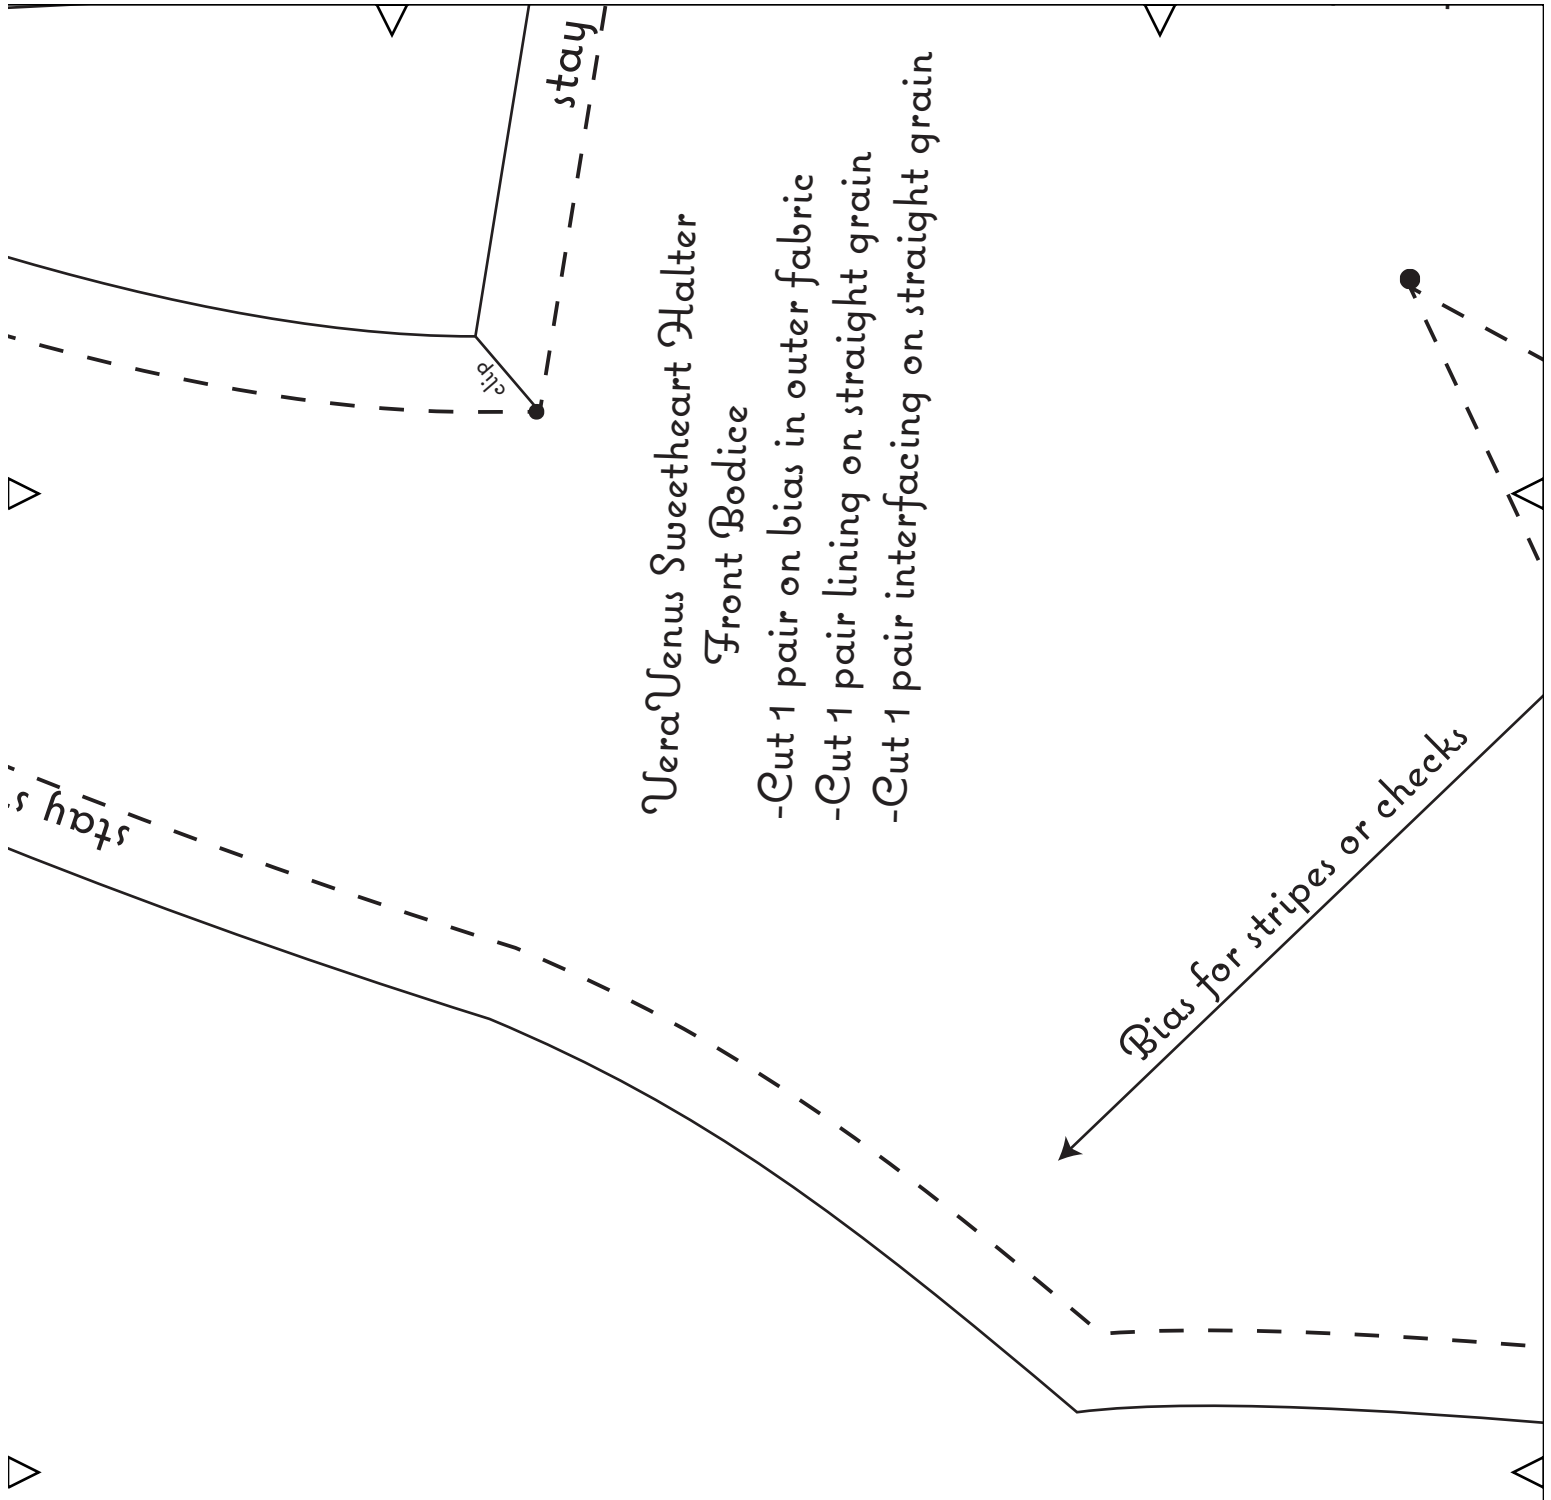 stay
clip
VeraVenus Sweetheart Halter
Front Bodice
-Cut 1 pair on bias in outer fabric
-Cut 1 pair lining on straight grain
-Cut 1 pair interfacing on straight grain
stay s
Bias for stripes or checks